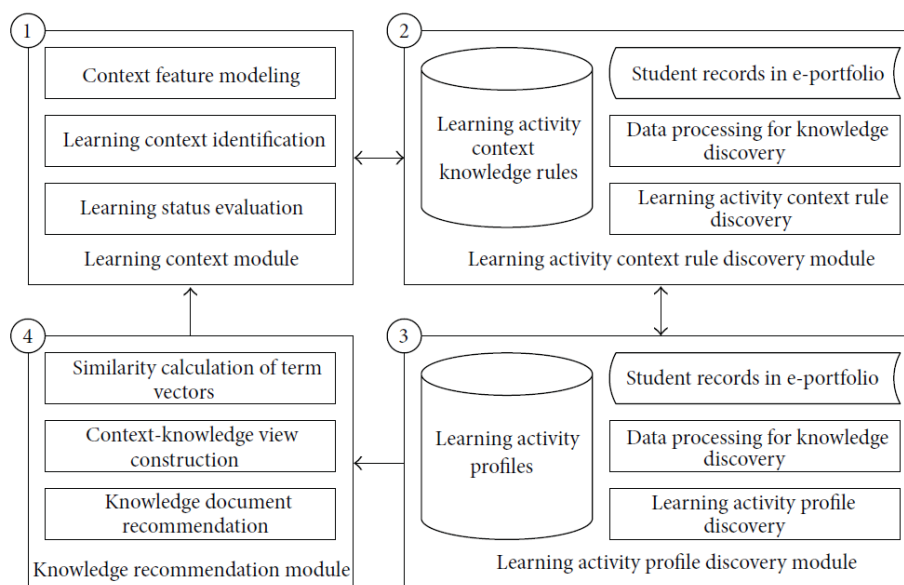 1
Context feature modeling
Learning context identification
Learning status evaluation
Learning context module
2
Learning activity
context
knowledge rules
Student records in e-portfolio
Data processing for knowledge
discovery
Learning activity context rule
discovery
Learning activity context rule discovery module
4
Similarity calculation of term
vectors
Context-knowledge view
construction
Knowledge document
recommendation
Knowledge recommendation module
3
Learning activity
profiles
Student records in e-portfolio
Data processing for knowledge
discovery
Learning activity profile
discovery
Learning activity profile discovery module